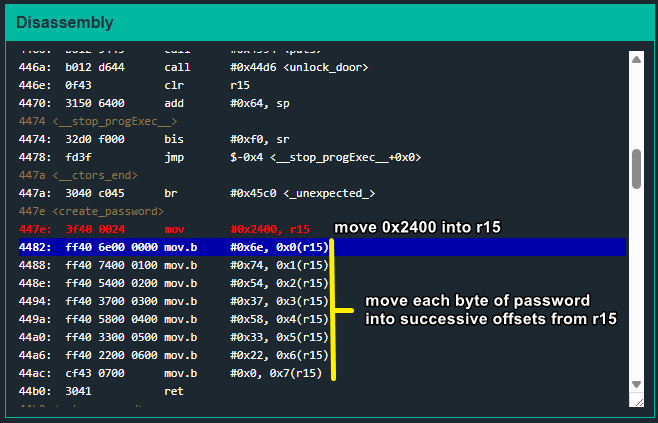 Disassembly
446a: b012 d644 call #0x44d6 <unlock_door>
446e: 0f43 clr r15
4470: 3150 6400 add #0x64, sp
4474 <__stop_progExec__>
4474: 32d0 f000 bis #0xf0, sr
4478: fd3f jmp $-0x4 <__stop_progExec__+0x0>
447a <__ctors_end>
447a: 3040 c045 br #0x45c0 <_unexpected_>
447e <create_password>
447e: 3f40 0024 mov #0x2400, r15 move 0x2400 into r15
4482: ff40 6e00 0000 mov.b #0x6e, 0x0(r15)
4488: ff40 7400 0100 mov.b #0x74, 0x1(r15)
448e: ff40 5400 0200 mov.b #0x54, 0x2(r15)
4494: ff40 3700 0300 mov.b #0x37, 0x3(r15) move each byte of password
449a: ff40 5800 0400 mov.b #0x58, 0x4(r15) into successive offsets from r15
44a0: ff40 3300 0500 mov.b #0x33, 0x5(r15)
44a6: ff40 2200 0600 mov.b #0x22, 0x6(r15)
44ac: cf43 0700 mov.b #0x0, 0x7(r15)
44b0: 3041 ret